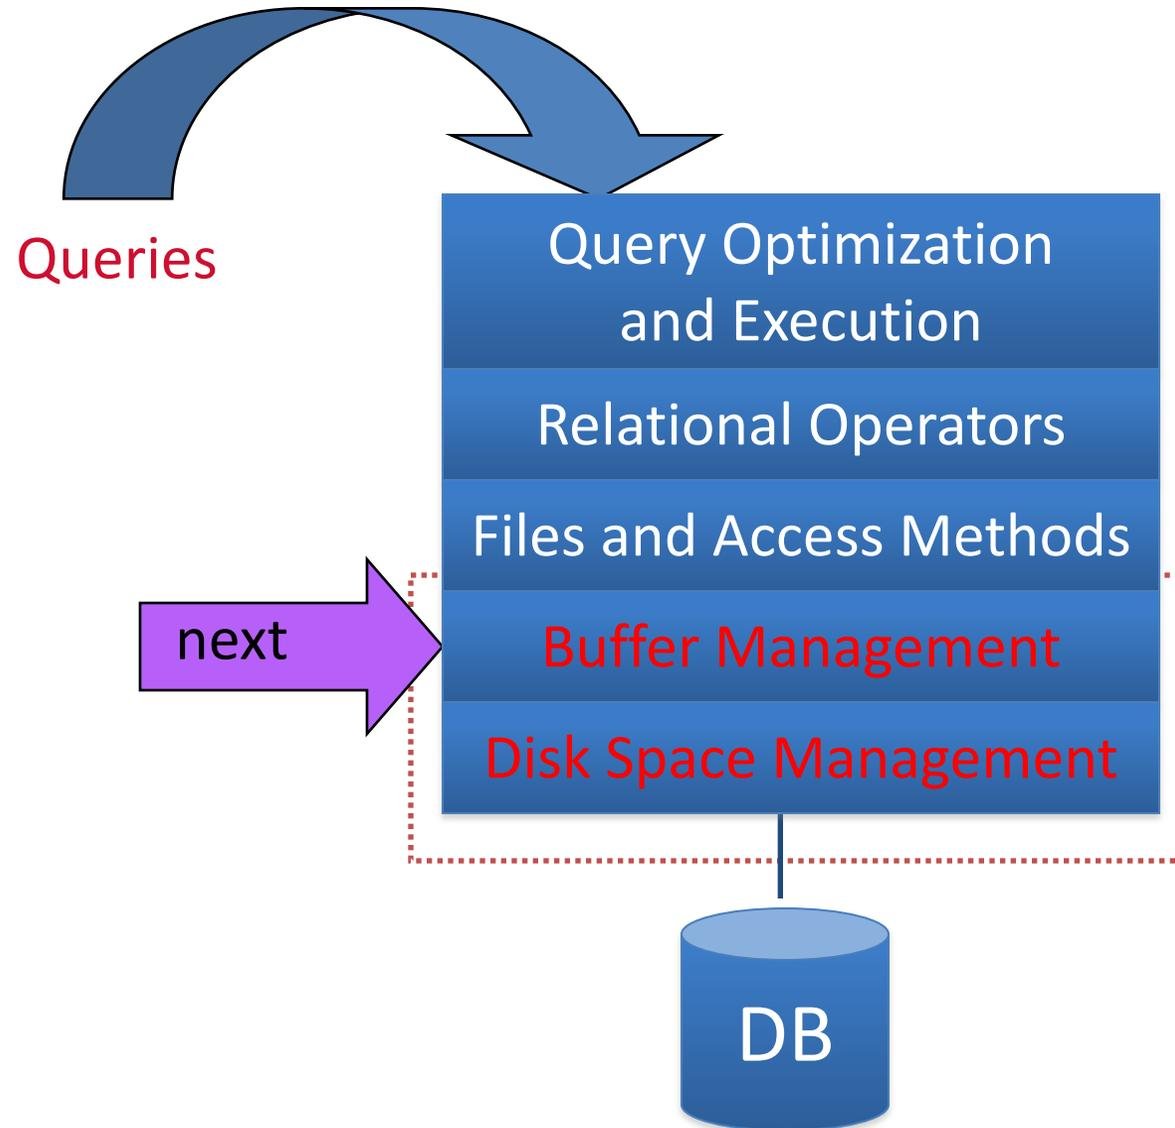 Queries
Query Optimization
and Execution
Relational Operators
Files and Access Methods
next
Buffer Management
Disk Space Management
DB